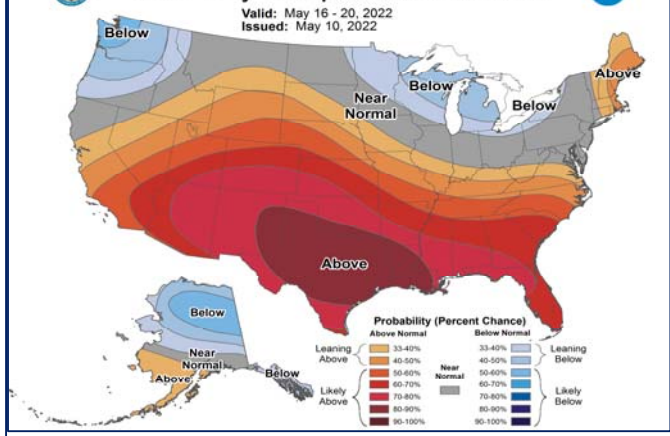 Valid: May 16 - 20, 2022
Issued: May 10, 2022
Below
Above
Below
Near
Normal
Below
Above
Below
Near
Normal
Above
Below
Probability (Percent Chance)
Above Normal
Below Normal
Leaning
Above
33-40%
40-50%
Likely
Above
50-60%
60-70%
70-80%
80-90%
90-100%
Near
Normal
33-40%
40-50%
Leaning
Below
50-60%
60-70%
70-80%
80-90%
90-100%
Likely
Below